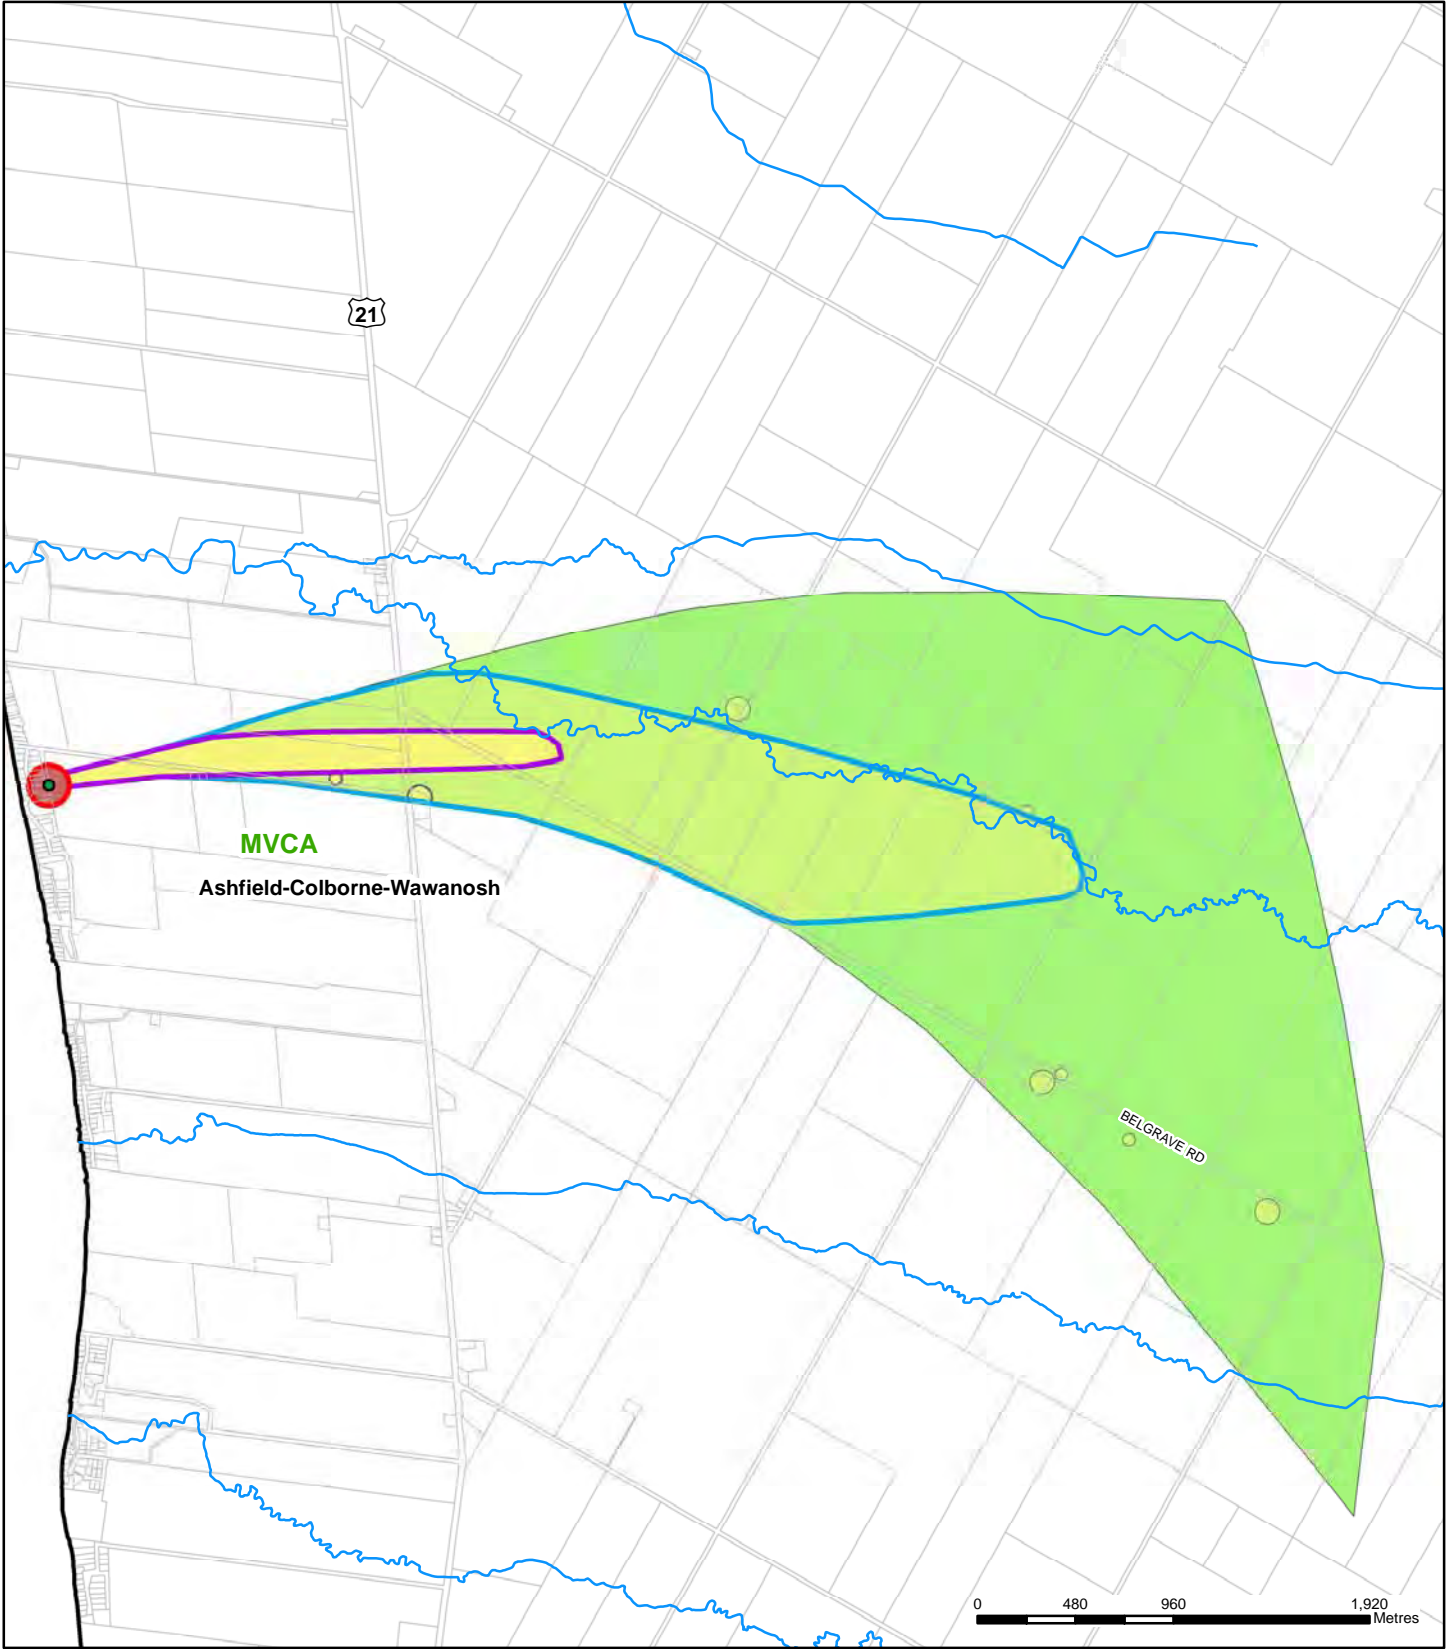 21
MVCA
Ashfield-Colborne-Wawanosh
BELGRAVE RD
0 480 960 1,920
Metres